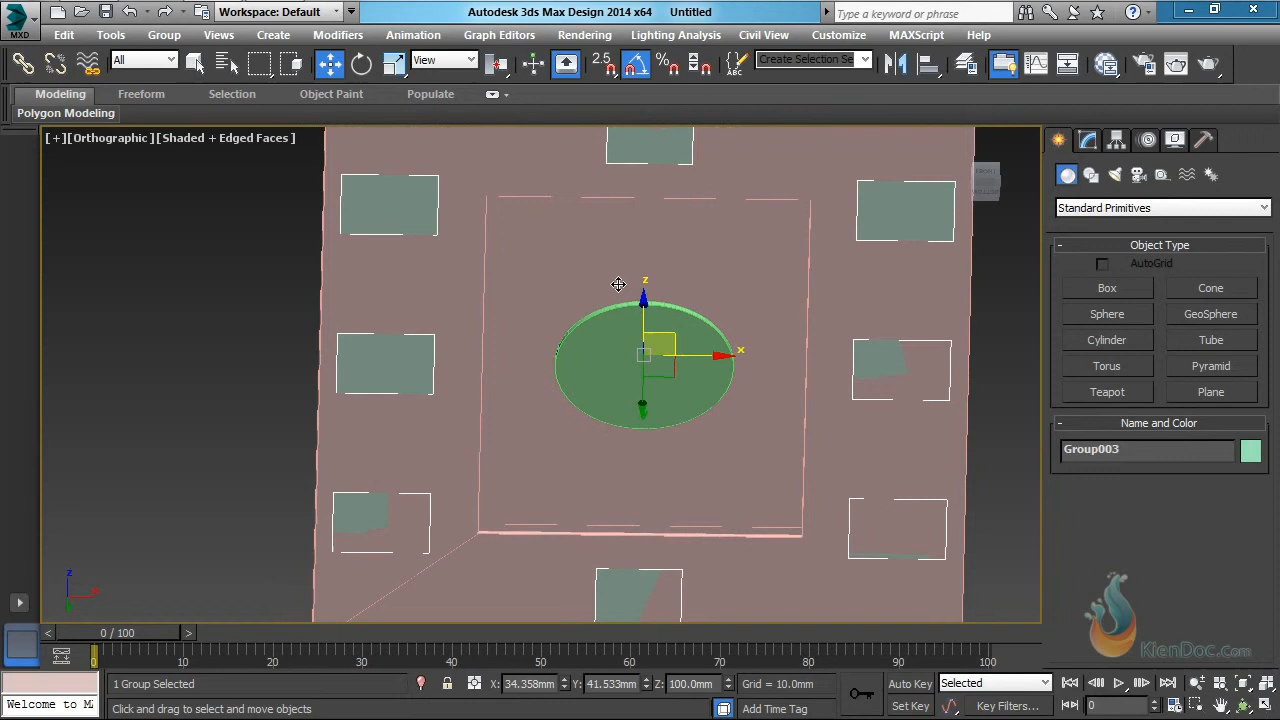 MXD
Workspace: Default
Autodesk 3ds Max Design 2014 x64 Untitled
Type a keyword or phrase
Edit Tools Group Views Create Modifiers Animation Graph Editors Rendering Lighting Analysis Civil View Customize MAXScript Help
All View 2.5 Create Selection Se
Modeling Freeform Selection Object Paint Populate
Polygon Modeling
[+][Orthographic][Shaded + Edged Faces]
Standard Primitives
- Object Type
AutoGrid
Box Cone
Sphere GeoSphere
Cylinder Tube
Torus Pyramid
Teapot Plane
- Name and Color
Group003
z
x
z
x
KienDoc.Com
< 0 / 100 >
0 10 20 30 40 50 60 70 80 90 100
1 Group Selected X: 34.358mm Y: 41.533mm Z: 100.0mm Grid = 10.0mm Auto Key Selected
Welcome to M Click and drag to select and move objects Add Time Tag Set Key Key Filters... 0